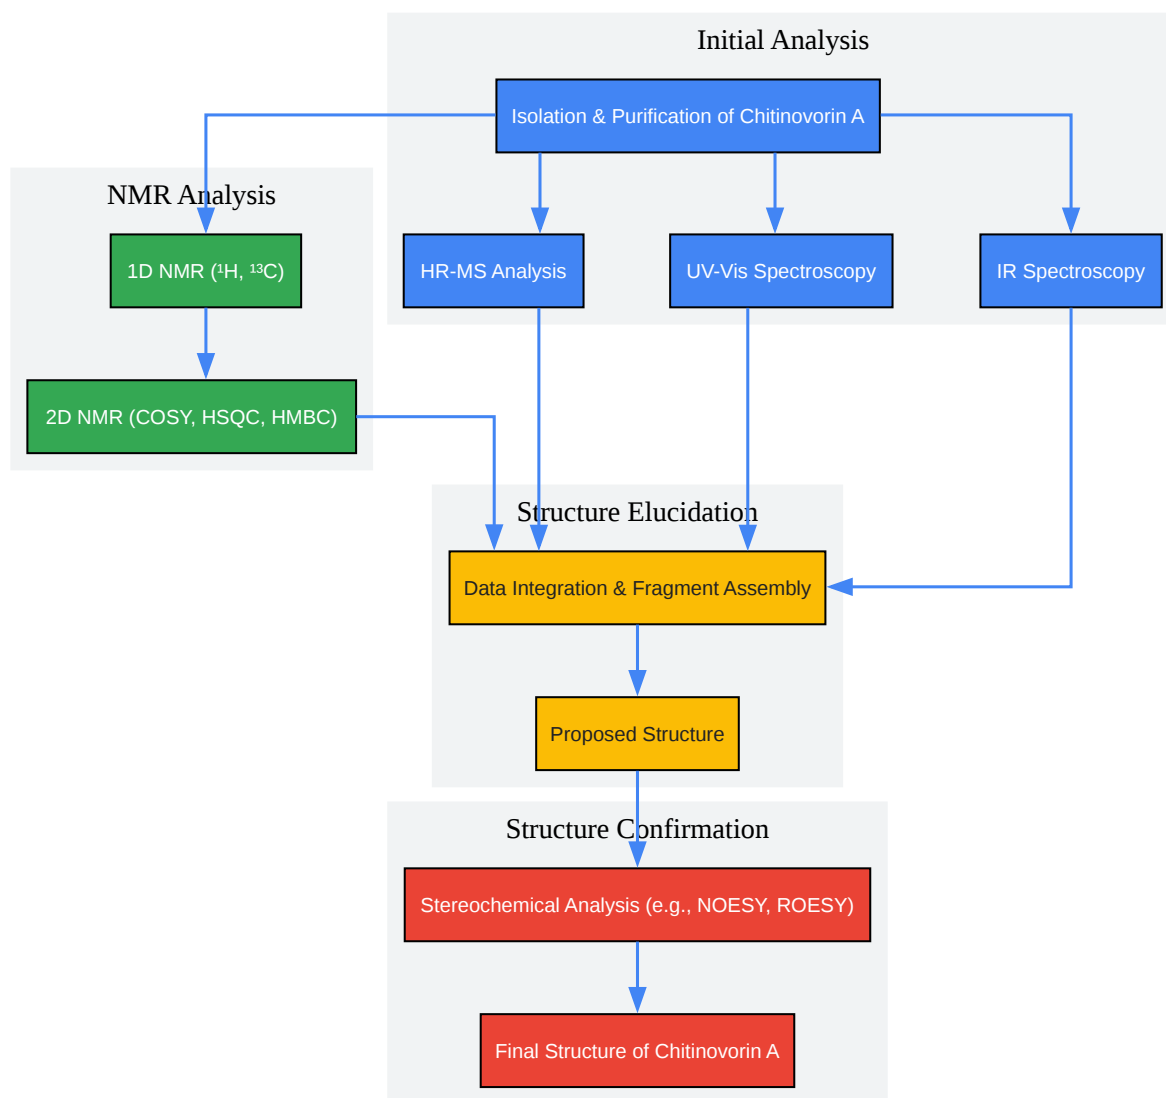 Initial Analysis
Isolation & Purification of Chitinovorin A
NMR Analysis
1D NMR (¹H, ¹³C)
HR-MS Analysis
UV-Vis Spectroscopy
IR Spectroscopy
2D NMR (COSY, HSQC, HMBC)
Structure Elucidation
Data Integration & Fragment Assembly
Proposed Structure
Structure Confirmation
Stereochemical Analysis (e.g., NOESY, ROESY)
Final Structure of Chitinovorin A